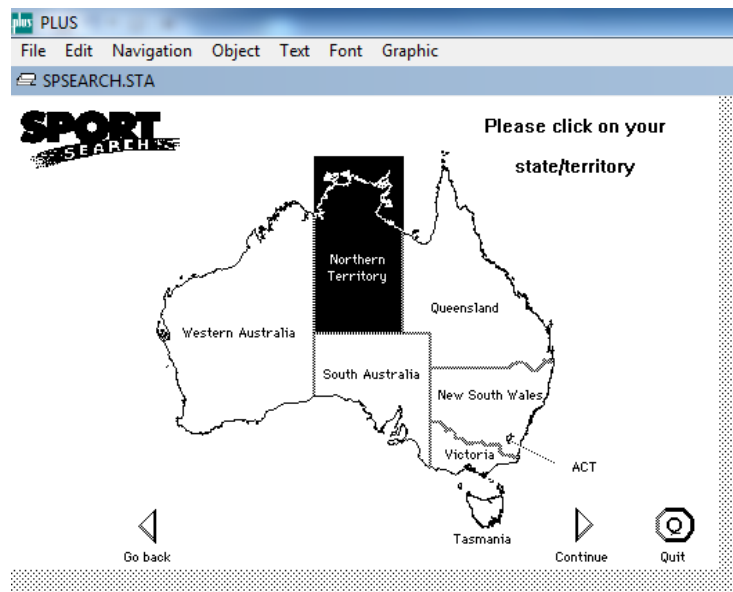 plus PLUS
File Edit Navigation Object Text Font Graphic
SPSEARCH.STA
SPORT
SEARCH
Please click on your
state/territory
Northern
Territory
Queensland
Western Australia
South Australia
New South Wales
Victoria
ACT
Tasmania
Go back
Continue
Q
Quit